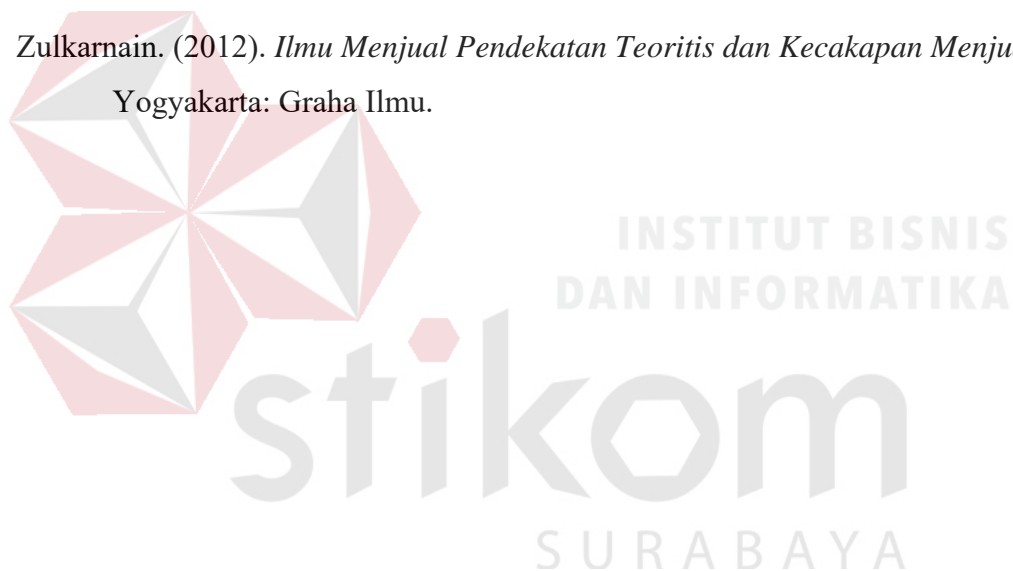 Zulkarnain. (2012). Ilmu Menjual Pendekatan Teoritis dan Kecakapan Menju
Yogyakarta: Graha Ilmu.
INSTITUT BISNIS
DAN INFORMATIKA
stikom
SURABAYA